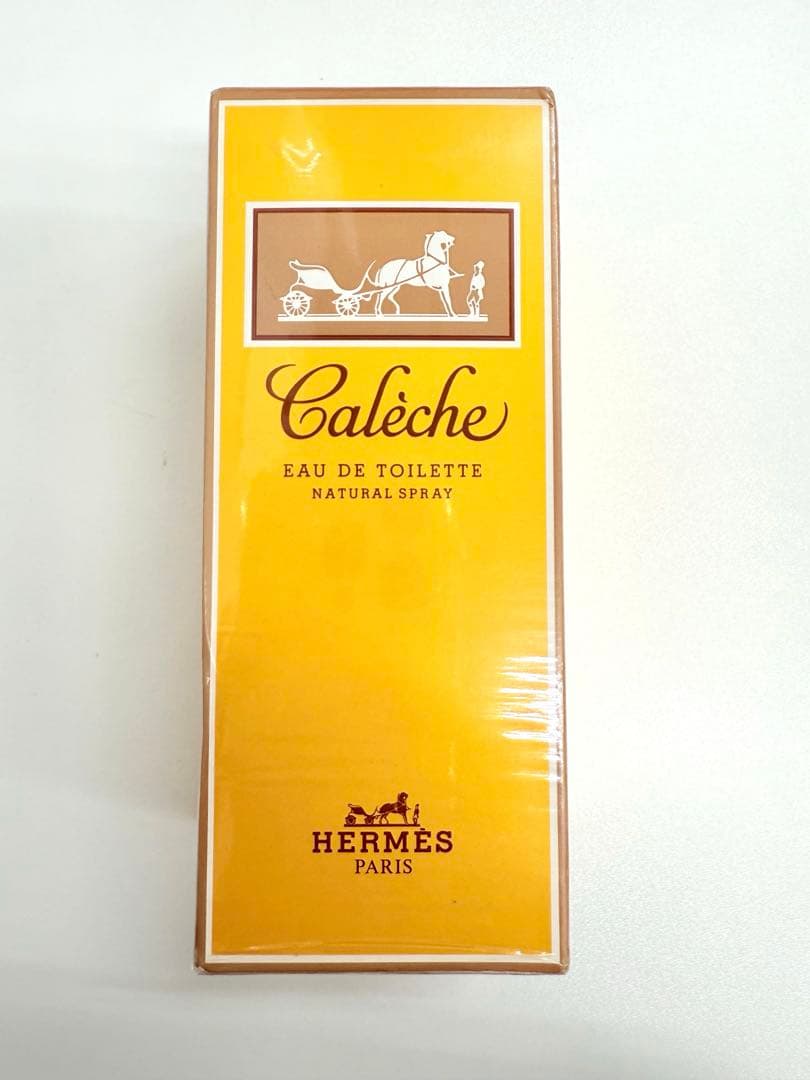 Calèche
EAU DE TOILETTE
NATURAL SPRAY
HERMÈS
PARIS